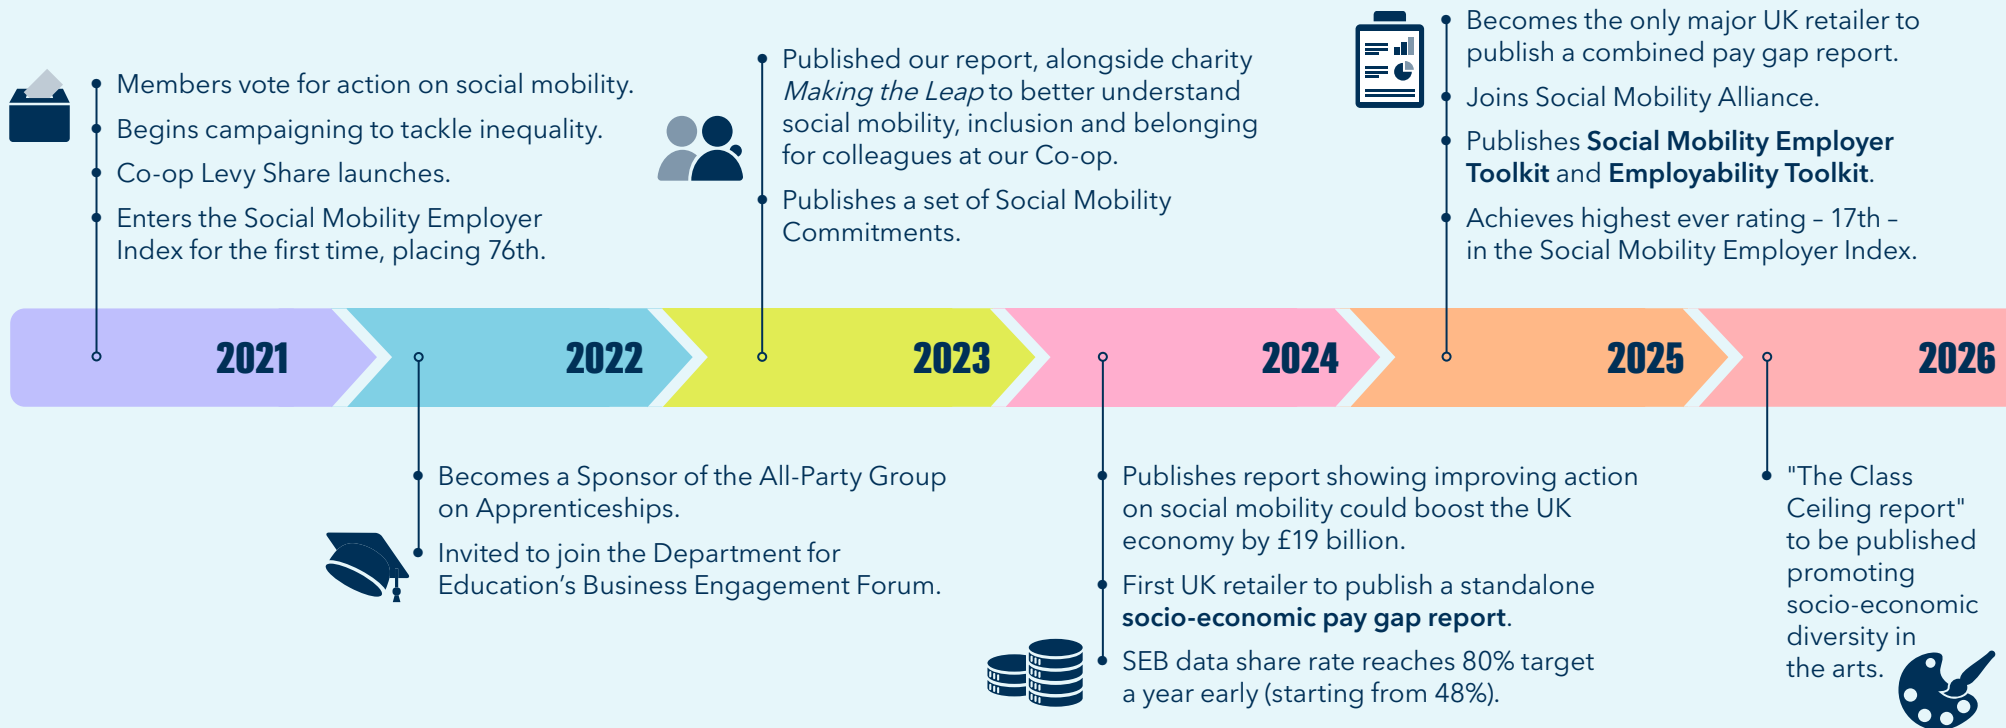 Members vote for action on social mobility.
Begins campaigning to tackle inequality.
Co-op Levy Share launches.
Enters the Social Mobility Employer
Index for the first time, placing 76th.
Published our report, alongside charity
Making the Leap to better understand
social mobility, inclusion and belonging
for colleagues at our Co-op.
Publishes a set of Social Mobility
Commitments.
Becomes the only major UK retailer to
publish a combined pay gap report.
Joins Social Mobility Alliance.
Publishes Social Mobility Employer
Toolkit and Employability Toolkit.
Achieves highest ever rating – 17th –
in the Social Mobility Employer Index.
2021
2022
2023
2024
2025
2026
Becomes a Sponsor of the All-Party Group
on Apprenticeships.
Invited to join the Department for
Education’s Business Engagement Forum.
Publishes report showing improving action
on social mobility could boost the UK
economy by £19 billion.
First UK retailer to publish a standalone
socio-economic pay gap report.
SEB data share rate reaches 80% target
a year early (starting from 48%).
"The Class
Ceiling report"
to be published
promoting
socio-economic
diversity in
the arts.